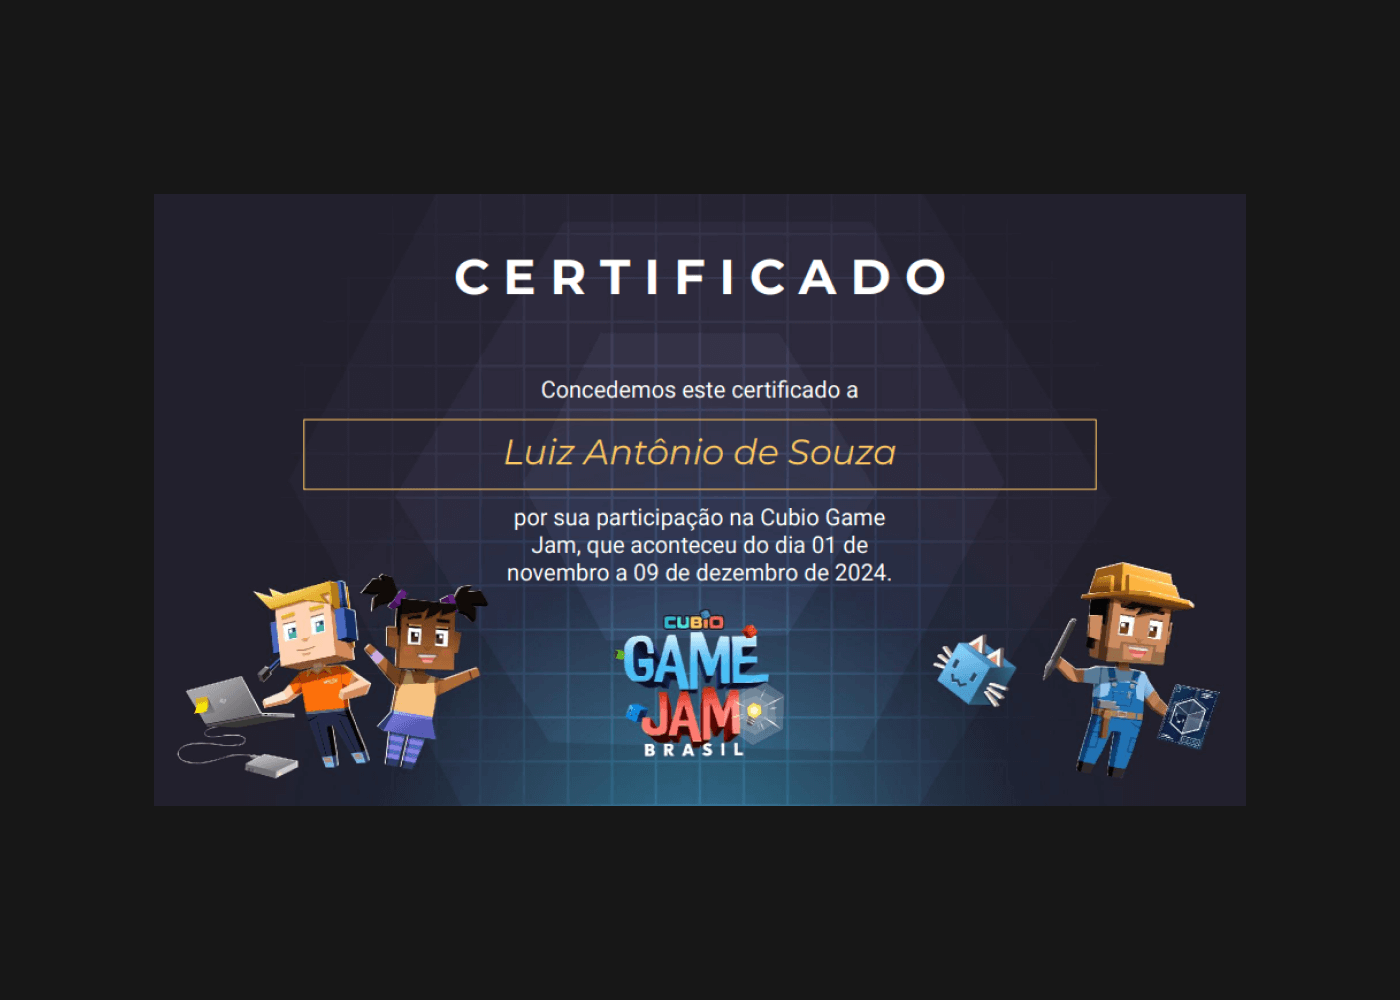 CERTIFICADO
Concedemos este certificado a
Luiz Antônio de Souza
por sua participação na Cubio Game
Jam, que aconteceu do dia 01 de
novembro a 09 de dezembro de 2024.
CUBIO
GAME
JAM
BRASIL